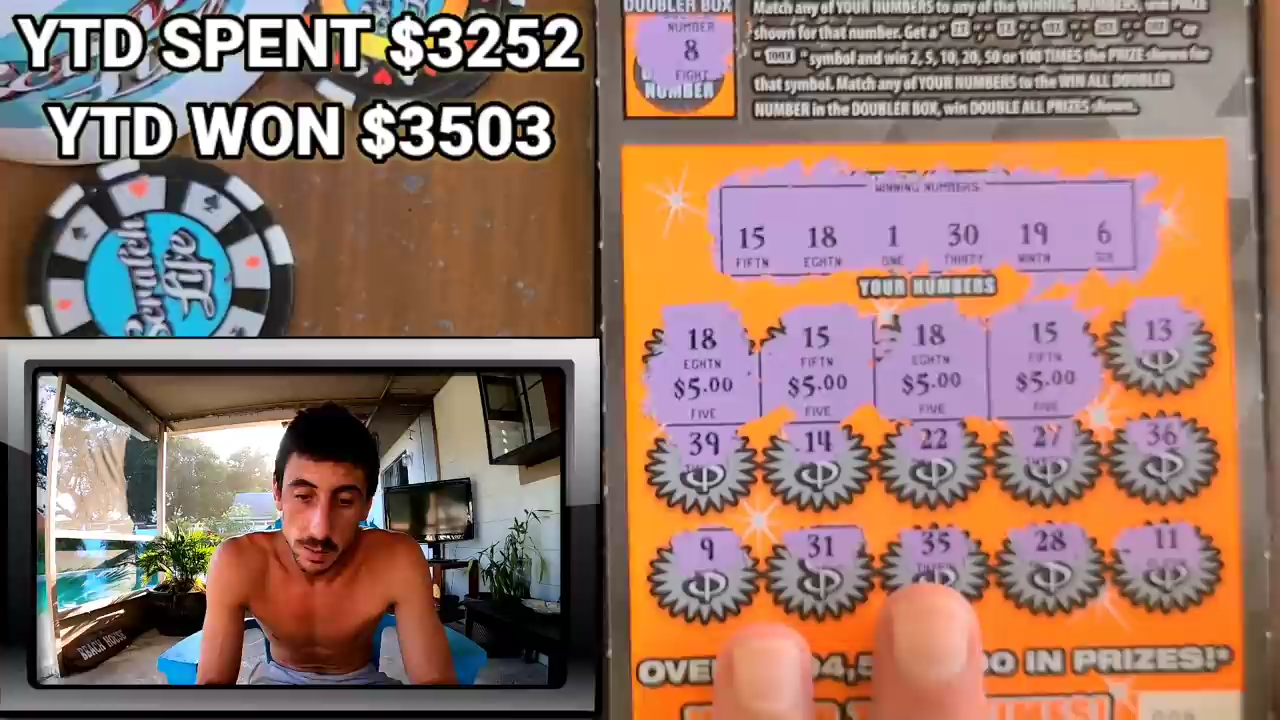 YTD SPENT $3252
YTD WON $3503
Scratch
Life
BEACH HOUSE
DOUBLER BOX
NUMBER
8
EIGHT
NUMBER
Match any of YOUR NUMBERS to any of the WINNING NUMBERS, win PRIZE
shown for that number. Get a
or
symbol and win 2, 5, 10, 20, 50 or 100 TIMES the PRIZE shown for
that symbol. Match any of YOUR NUMBERS to the WIN ALL DOUBLER
NUMBER in the DOUBLER BOX, win DOUBLE ALL PRIZES shown.
WINNING NUMBERS
15 18 1 30 19 6
FIFTN EGHTN ONE THIRTY NINTN SIX
YOUR NUMBERS
18 15 18 15 13
EGHTN FIFTN EGHTN FIFTN
$5.00 $5.00 $5.00 $5.00
FIVE FIVE FIVE FIVE
39 14 22 27 36
9 31 35 28 11
IN PRIZES!*